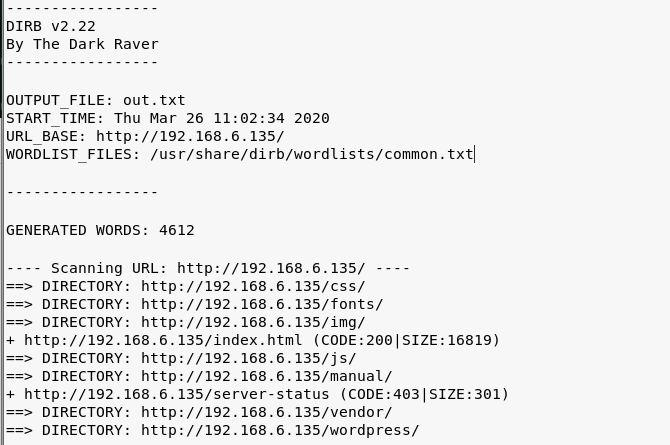 -----------------
DIRB v2.22
By The Dark Raver
-----------------
OUTPUT_FILE: out.txt
START_TIME: Thu Mar 26 11:02:34 2020
URL_BASE: http://192.168.6.135/
WORDLIST_FILES: /usr/share/dirb/wordlists/common.txt
-----------------
GENERATED WORDS: 4612
---- Scanning URL: http://192.168.6.135/ ----
==> DIRECTORY: http://192.168.6.135/css/
==> DIRECTORY: http://192.168.6.135/fonts/
==> DIRECTORY: http://192.168.6.135/img/
+ http://192.168.6.135/index.html (CODE:200|SIZE:16819)
==> DIRECTORY: http://192.168.6.135/js/
==> DIRECTORY: http://192.168.6.135/manual/
+ http://192.168.6.135/server-status (CODE:403|SIZE:301)
==> DIRECTORY: http://192.168.6.135/vendor/
==> DIRECTORY: http://192.168.6.135/wordpress/